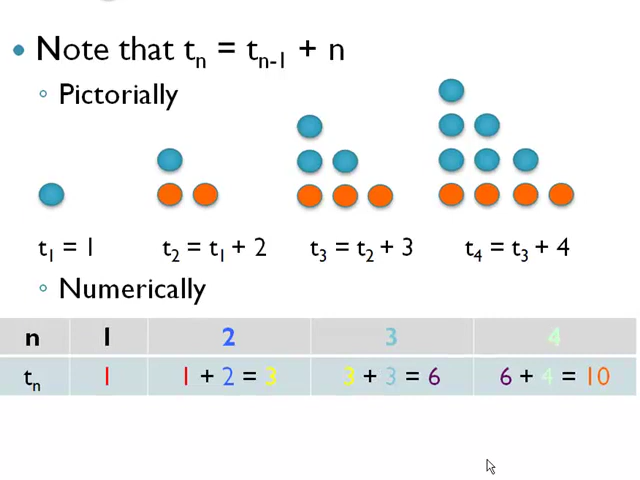 Note that tₙ = tₙ₋₁ + n
Pictorially
t₁ = 1 t₂ = t₁ + 2 t₃ = t₂ + 3 t₄ = t₃ + 4
Numerically
n 1 2 3 4
tₙ 1 1 + 2 = 3 3 + 3 = 6 6 + 4 = 10